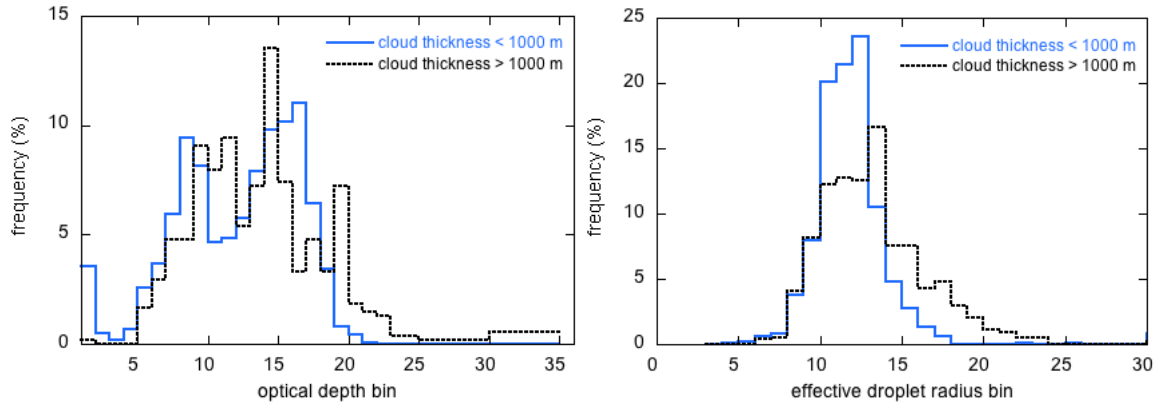 15
10
5
0
frequency (%)
cloud thickness < 1000 m
cloud thickness > 1000 m
5 10 15 20 25 30 35
optical depth bin
25
20
15
10
5
0
frequency (%)
cloud thickness < 1000 m
cloud thickness > 1000 m
0 5 10 15 20 25 30
effective droplet radius bin